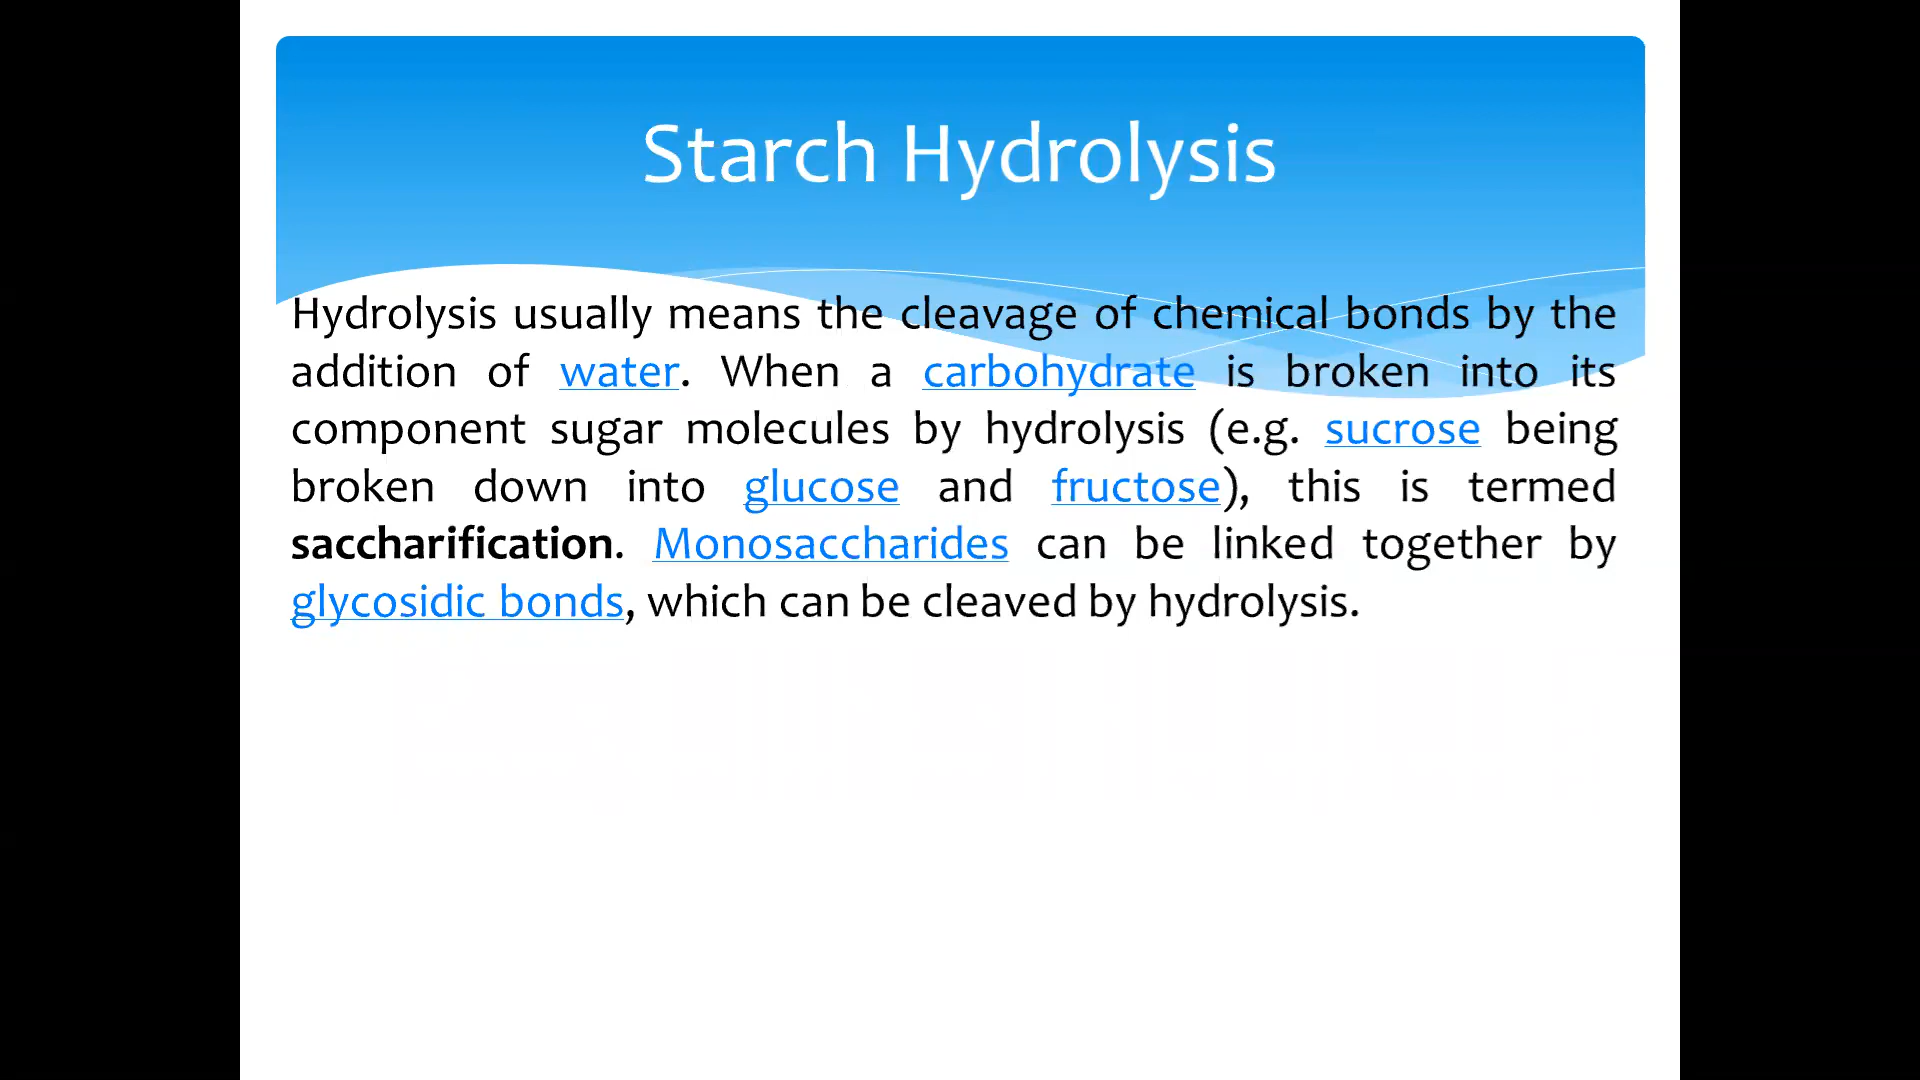 Starch Hydrolysis
Hydrolysis usually means the cleavage of chemical bonds by the
addition of water. When a carbohydrate is broken into its
component sugar molecules by hydrolysis (e.g. sucrose being
broken down into glucose and fructose), this is termed
saccharification. Monosaccharides can be linked together by
glycosidic bonds, which can be cleaved by hydrolysis.